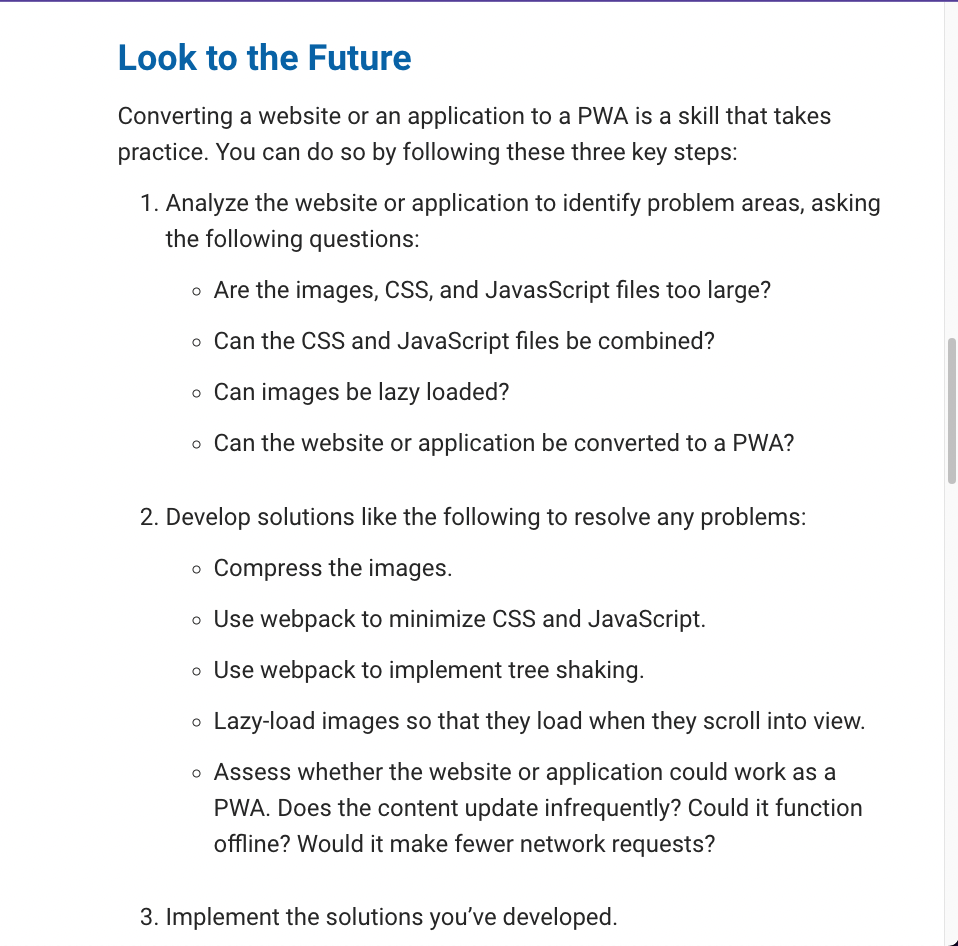 Look to the Future
Converting a website or an application to a PWA is a skill that takes
practice. You can do so by following these three key steps:
1. Analyze the website or application to identify problem areas, asking
the following questions:
Are the images, CSS, and JavasScript files too large?
Can the CSS and JavaScript files be combined?
Can images be lazy loaded?
Can the website or application be converted to a PWA?
2. Develop solutions like the following to resolve any problems:
Compress the images.
Use webpack to minimize CSS and JavaScript.
Use webpack to implement tree shaking.
Lazy-load images so that they load when they scroll into view.
Assess whether the website or application could work as a
PWA. Does the content update infrequently? Could it function
offline? Would it make fewer network requests?
3. Implement the solutions you’ve developed.